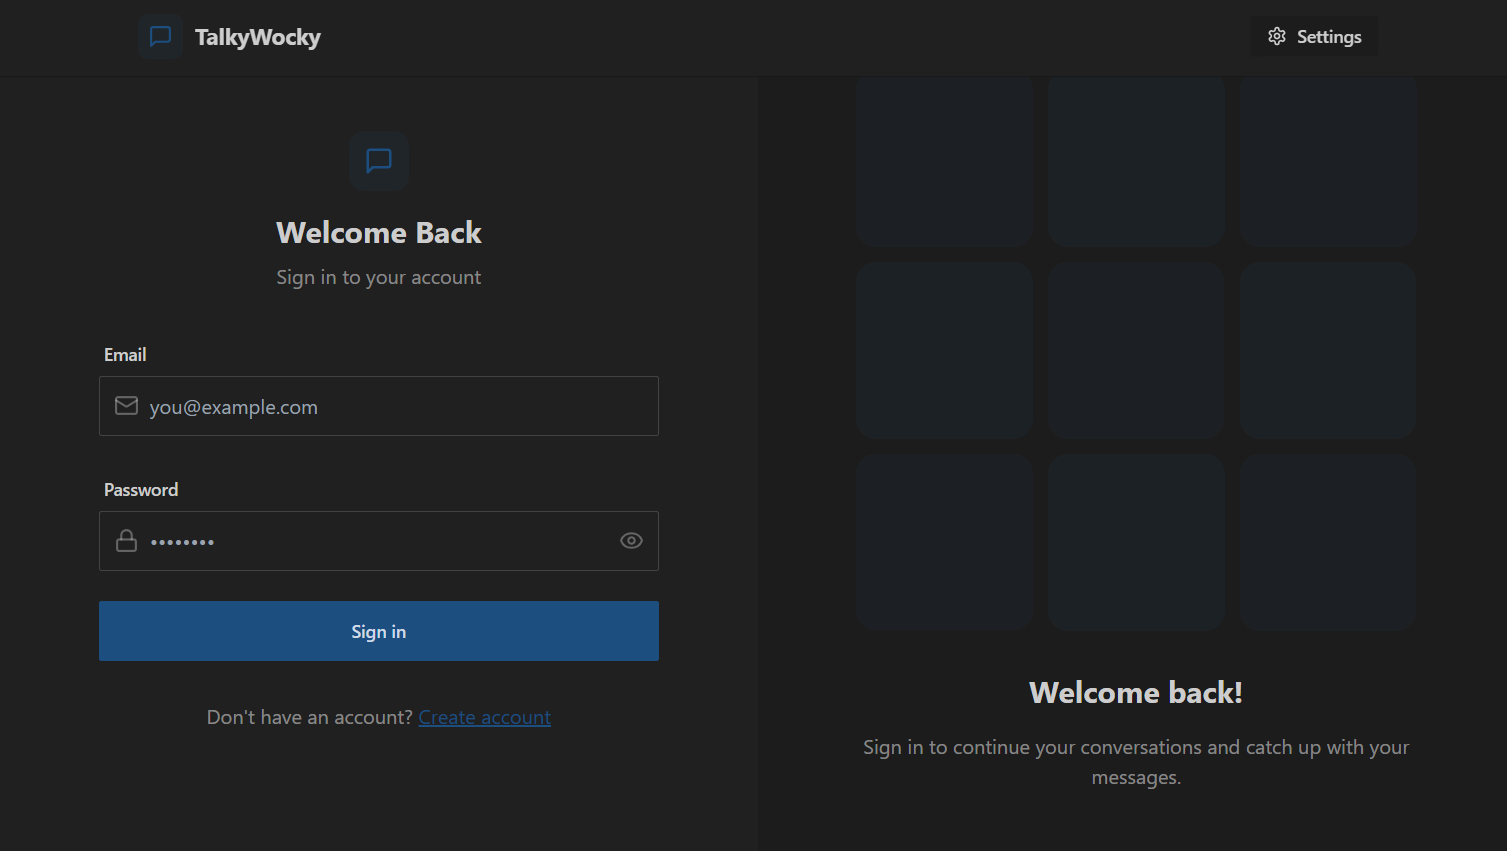 TalkyWocky
Settings
Welcome Back
Sign in to your account
Email
you@example.com
Password
••••••••
Sign in
Don't have an account? Create account
Welcome back!
Sign in to continue your conversations and catch up with your
messages.